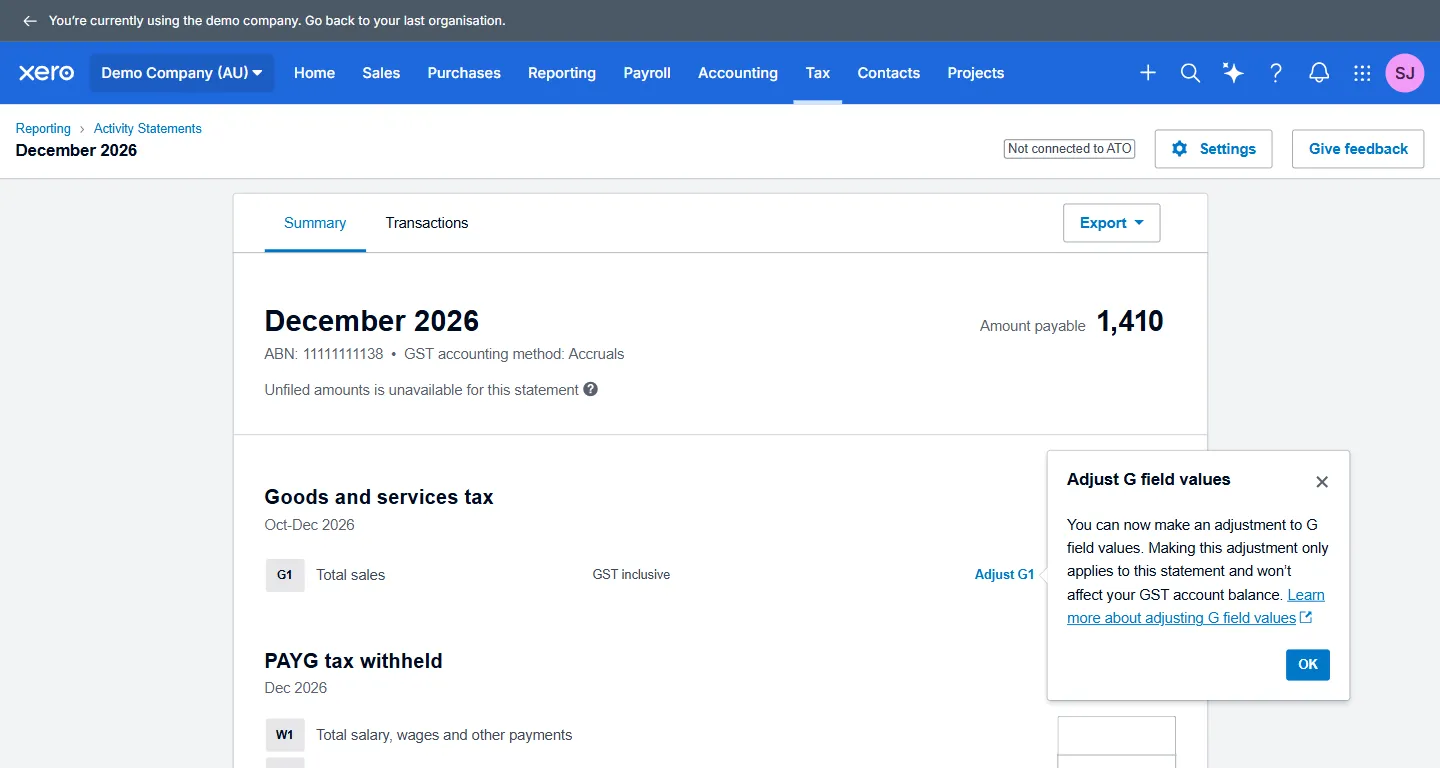 You're currently using the demo company. Go back to your last organisation.
xero Demo Company (AU) Home Sales Purchases Reporting Payroll Accounting Tax Contacts Projects SJ
Reporting › Activity Statements
December 2026
Not connected to ATO Settings Give feedback
Summary Transactions Export
December 2026
Amount payable 1,410
ABN: 11111111138 • GST accounting method: Accruals
Unfiled amounts is unavailable for this statement ?
Goods and services tax
Oct-Dec 2026
G1 Total sales GST inclusive Adjust G1
Adjust G field values
You can now make an adjustment to G
field values. Making this adjustment only
applies to this statement and won't
affect your GST account balance. Learn
more about adjusting G field values
OK
PAYG tax withheld
Dec 2026
W1 Total salary, wages and other payments